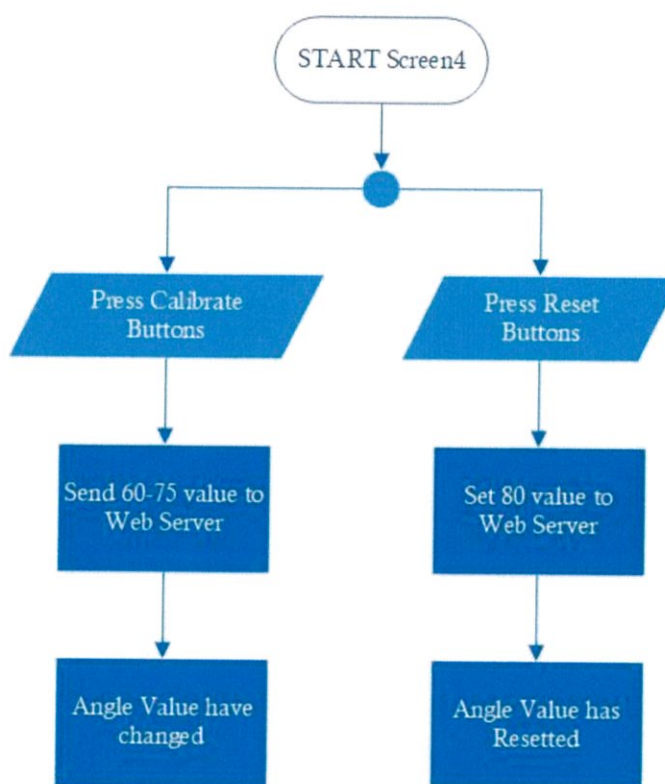 START Screen4
Press Calibrate
Buttons
Press Reset
Buttons
Send 60-75 value to
Web Server
Set 80 value to
Web Server
Angle Value have
changed
Angle Value has
Resetted